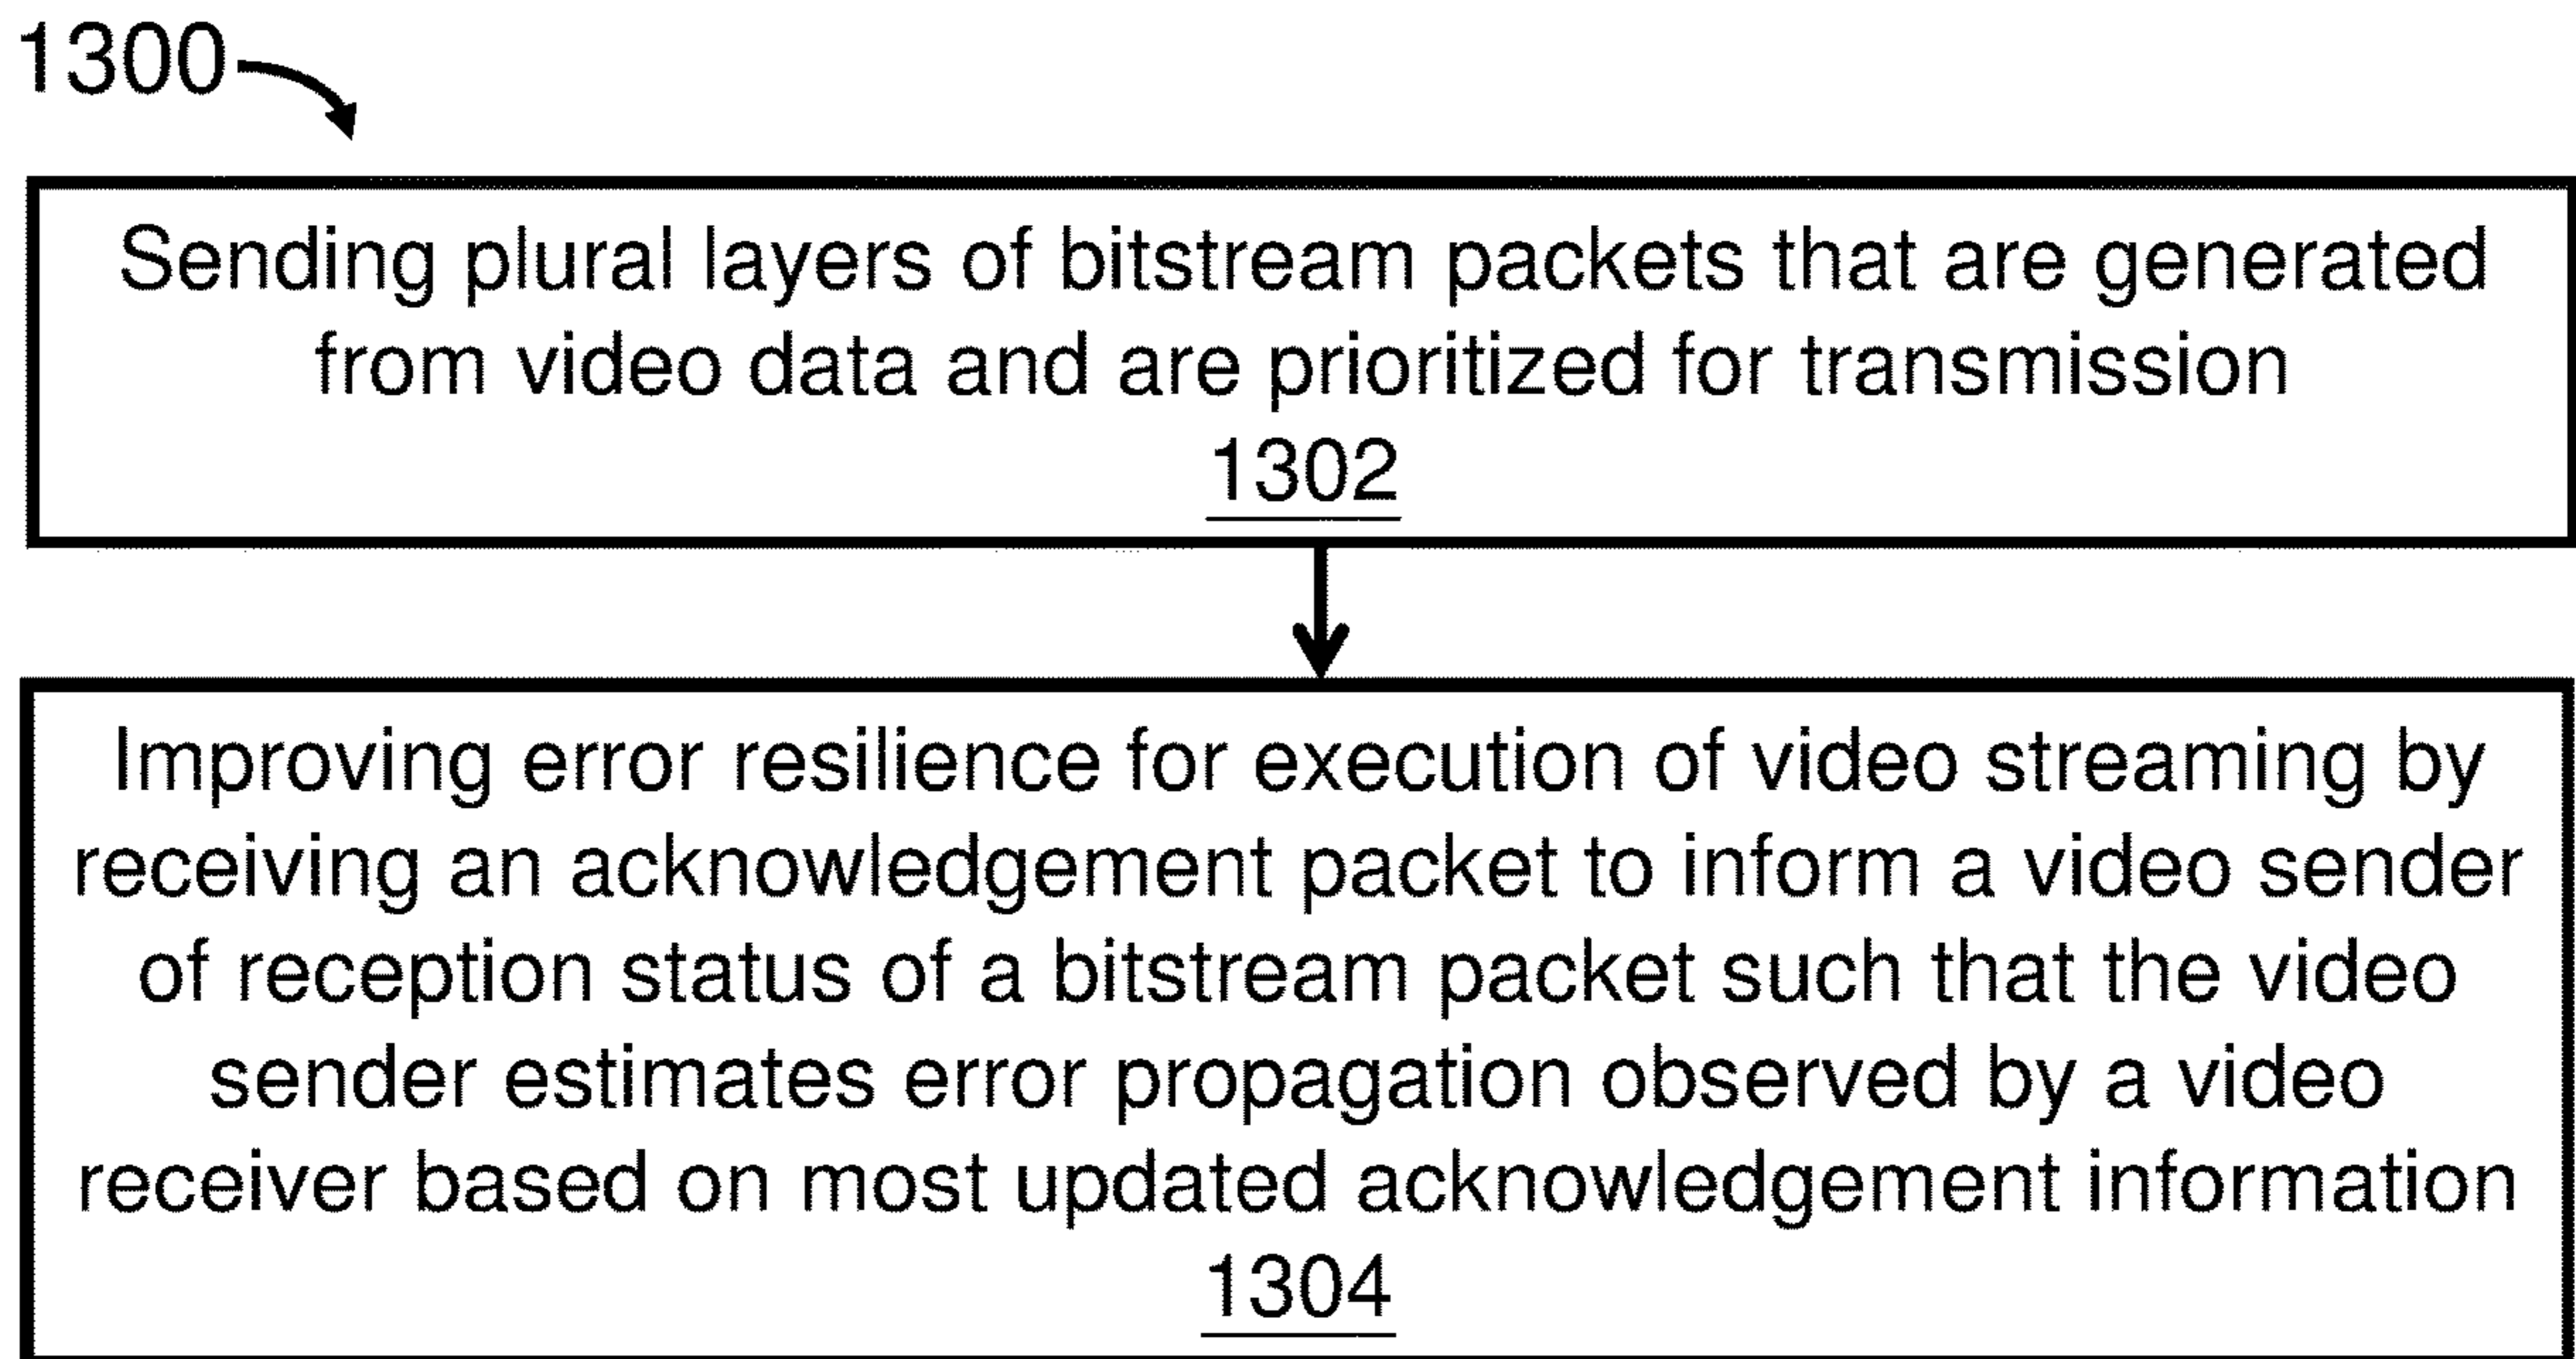 1300
Sending plural layers of bitstream packets that are generated
from video data and are prioritized for transmission
1302
Improving error resilience for execution of video streaming by
receiving an acknowledgement packet to inform a video sender
of reception status of a bitstream packet such that the video
sender estimates error propagation observed by a video
receiver based on most updated acknowledgement information
1304